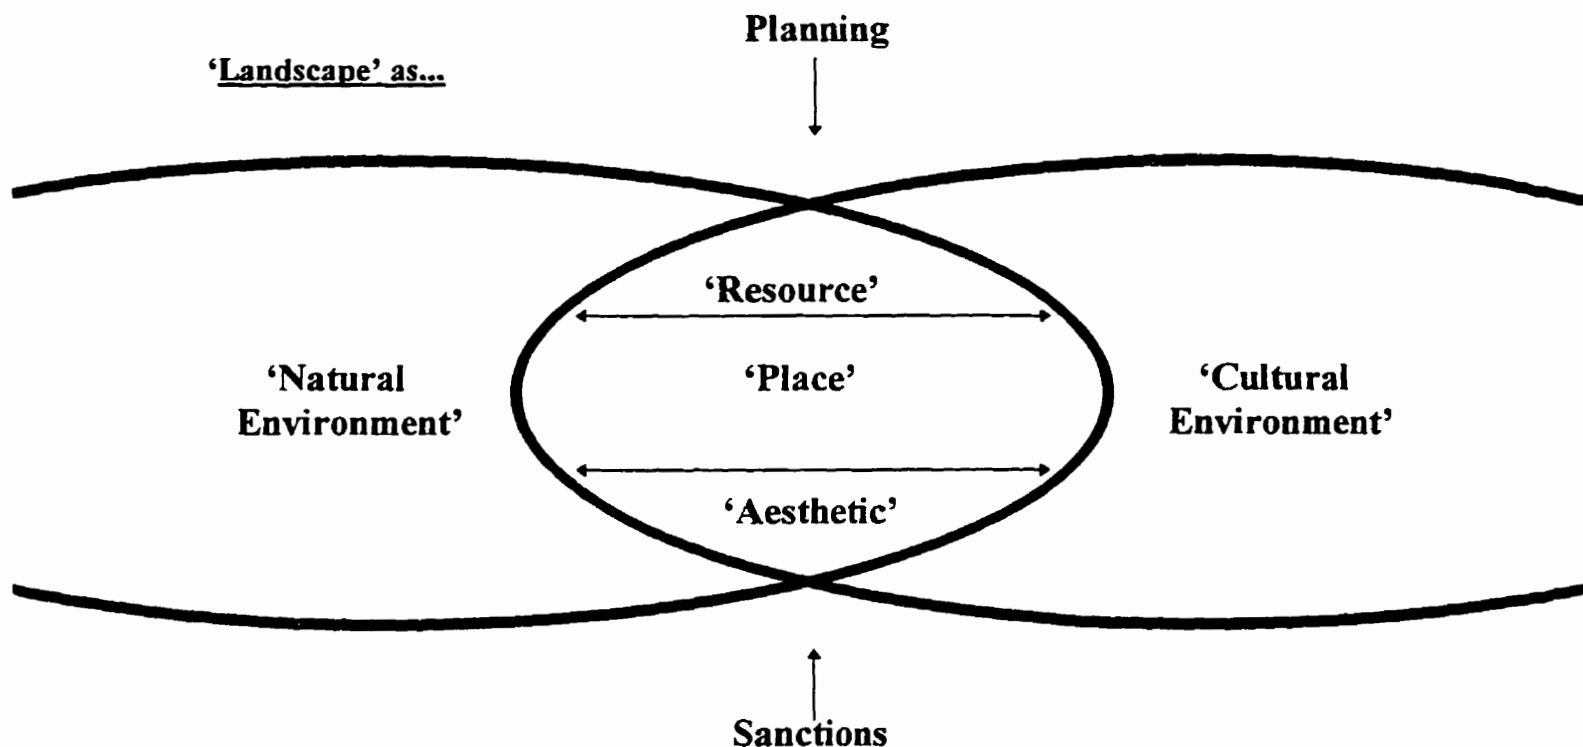 Planning
‘Landscape’ as...
‘Resource’
‘Natural
Environment’
‘Place’
‘Cultural
Environment’
‘Aesthetic’
Sanctions